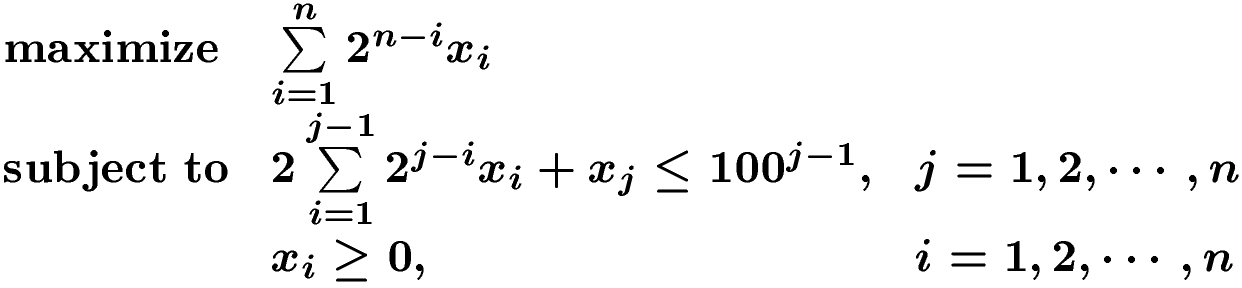 maximize $\sum_{i=1}^{n} 2^{n-i} x_i$
subject to $2 \sum_{i=1}^{j-1} 2^{j-i} x_i + x_j \leq 100^{j-1}, \quad j = 1, 2, \cdots, n$
$x_i \geq 0, \quad i = 1, 2, \cdots, n$